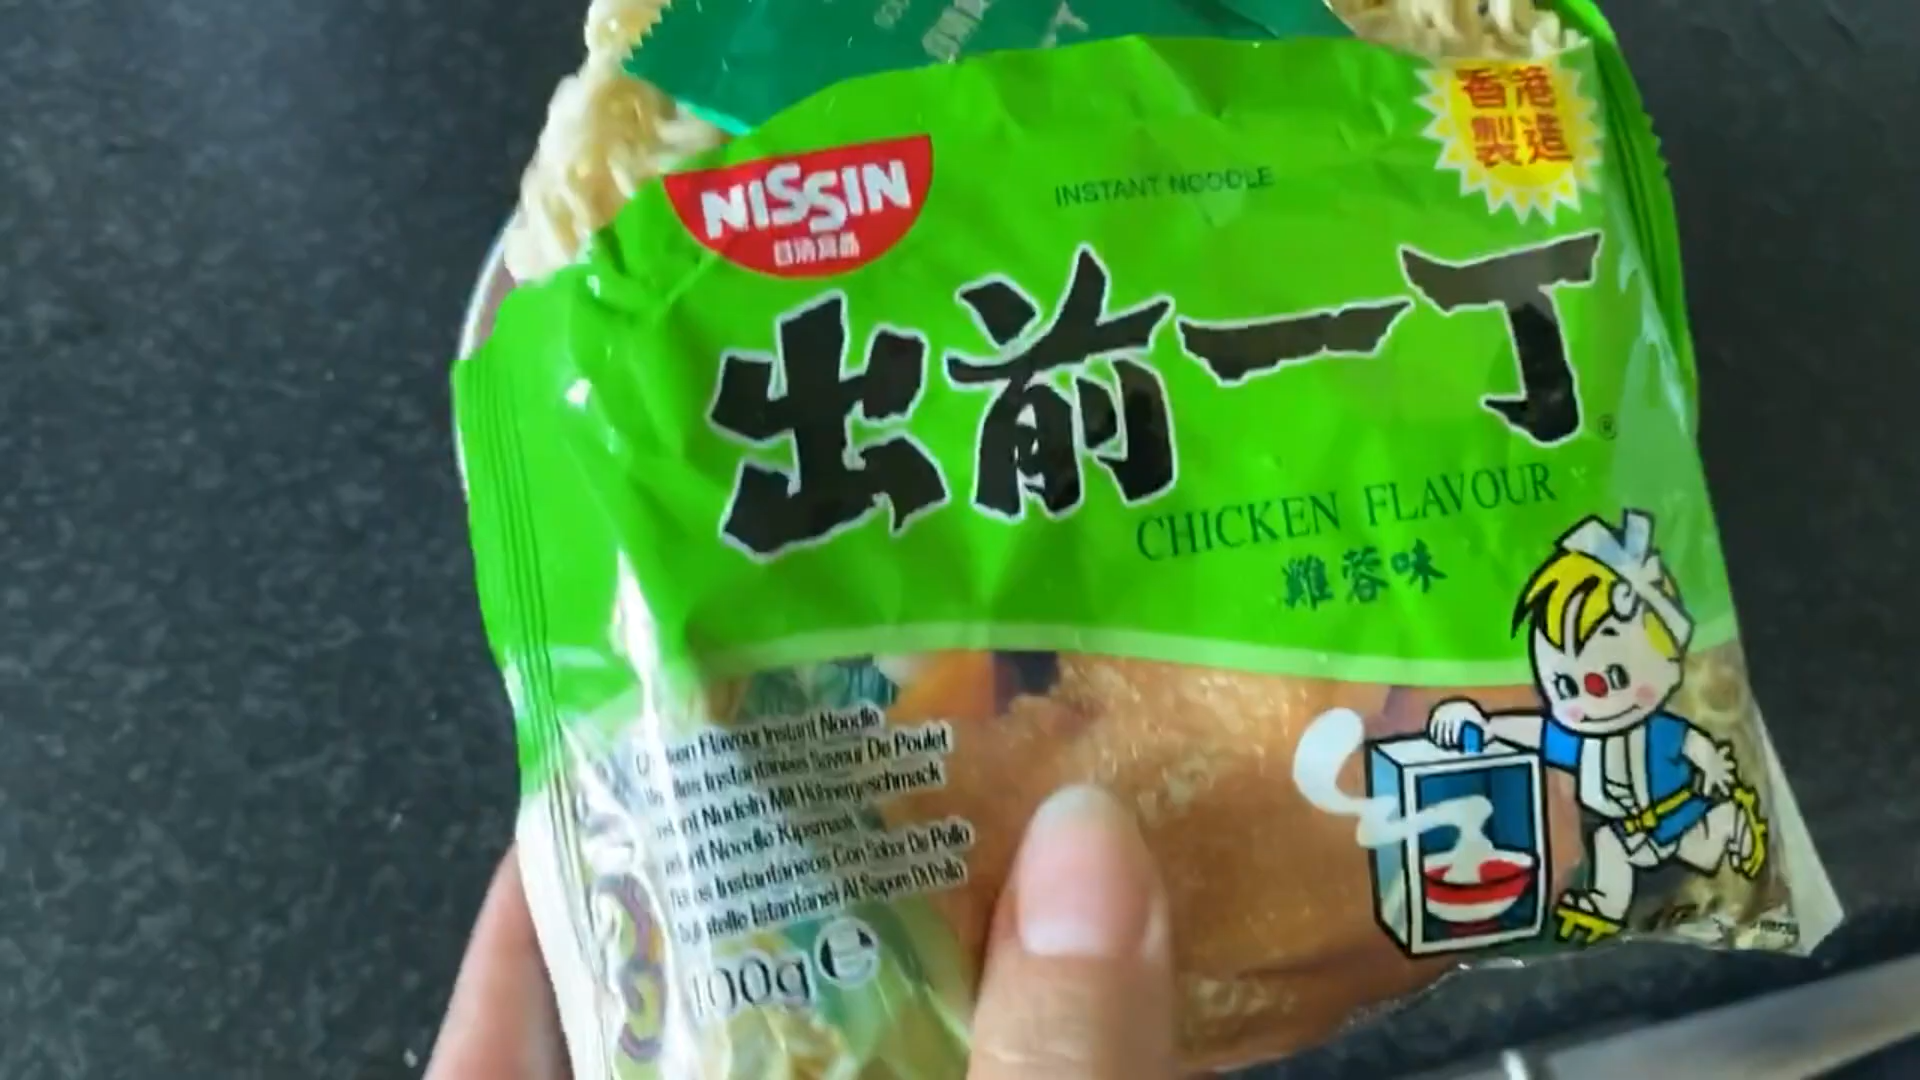 NISSIN
日清食品
INSTANT NOODLE
香港
製造
出前一丁
®
CHICKEN FLAVOUR
雞蓉味
Flavour Instant Noodle
Instantanées Saveur De Poulet
Nudeln Mit Hühnergeschmack
Noodle Kipsmaak
Instantáneos Con Sabor De Pollo
Istantanei Al Sapore Di Pollo
100g ℮